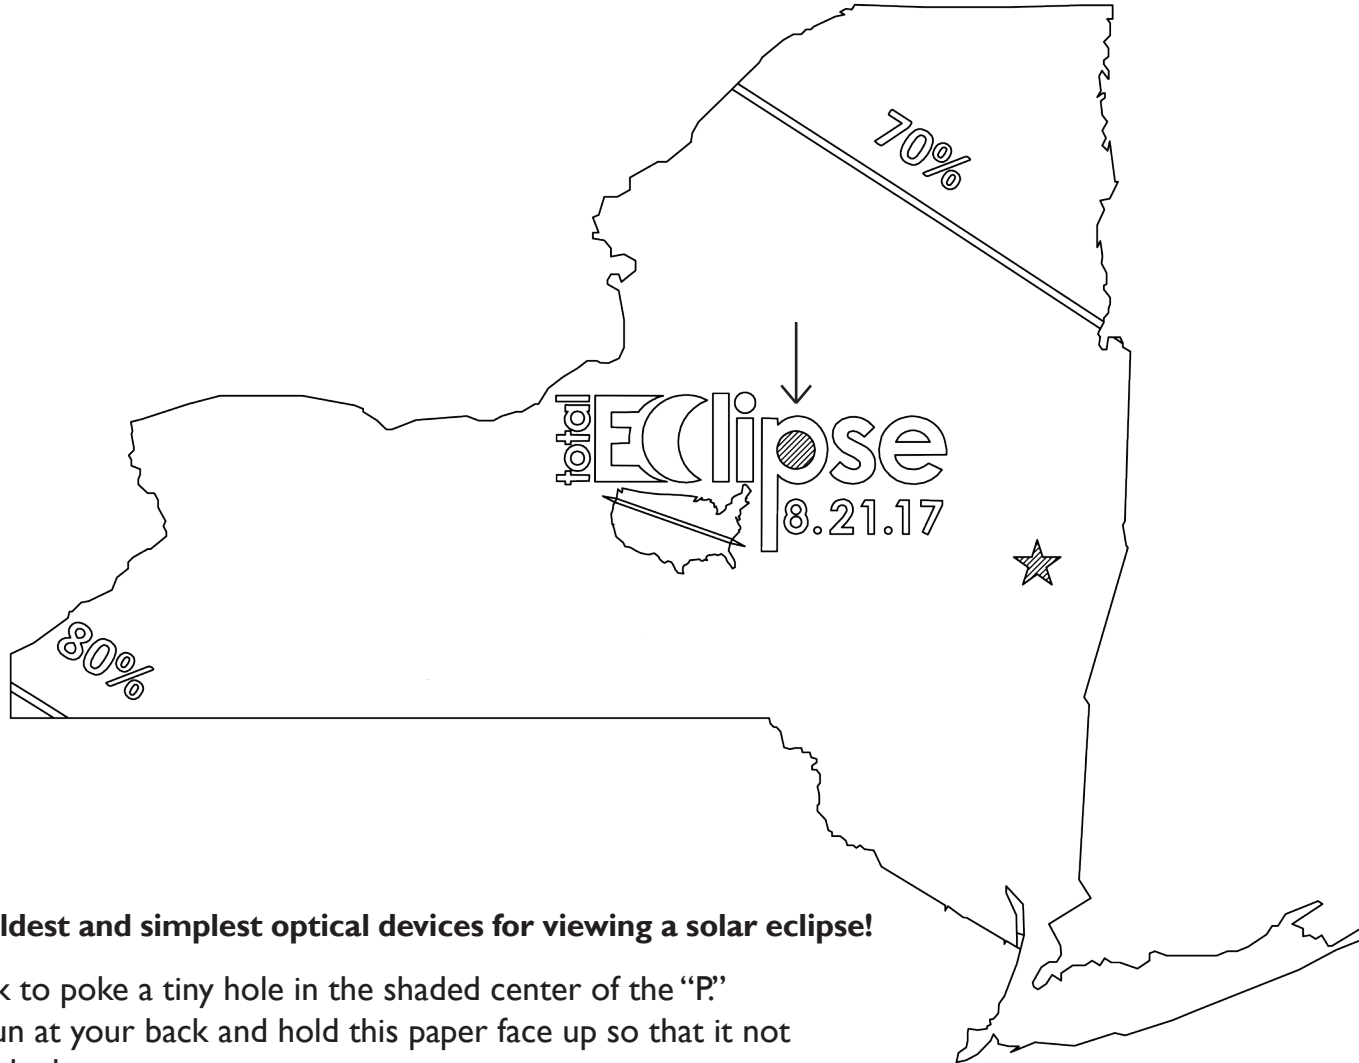 70%
total Eclipse
8.21.17
80%
ldest and simplest optical devices for viewing a solar eclipse!
to poke a tiny hole in the shaded center of the “P.”
un at your back and hold this paper face up so that it not